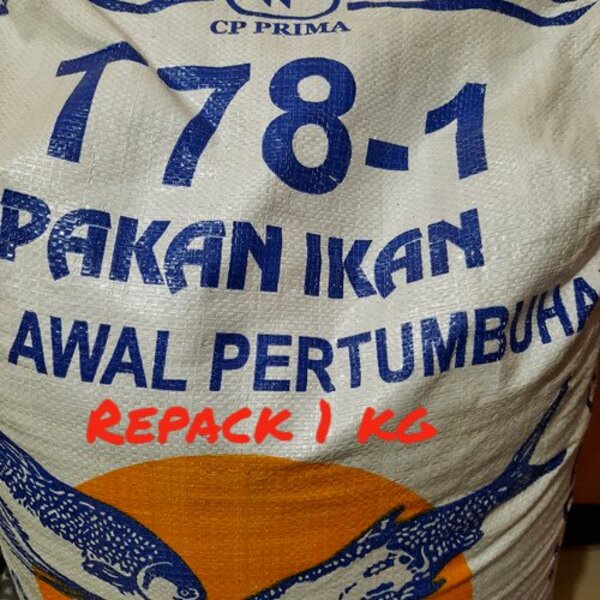 CP PRIMA
T78-1
PAKAN IKAN
AWAL PERTUMBUHA
REPACK 1 KG